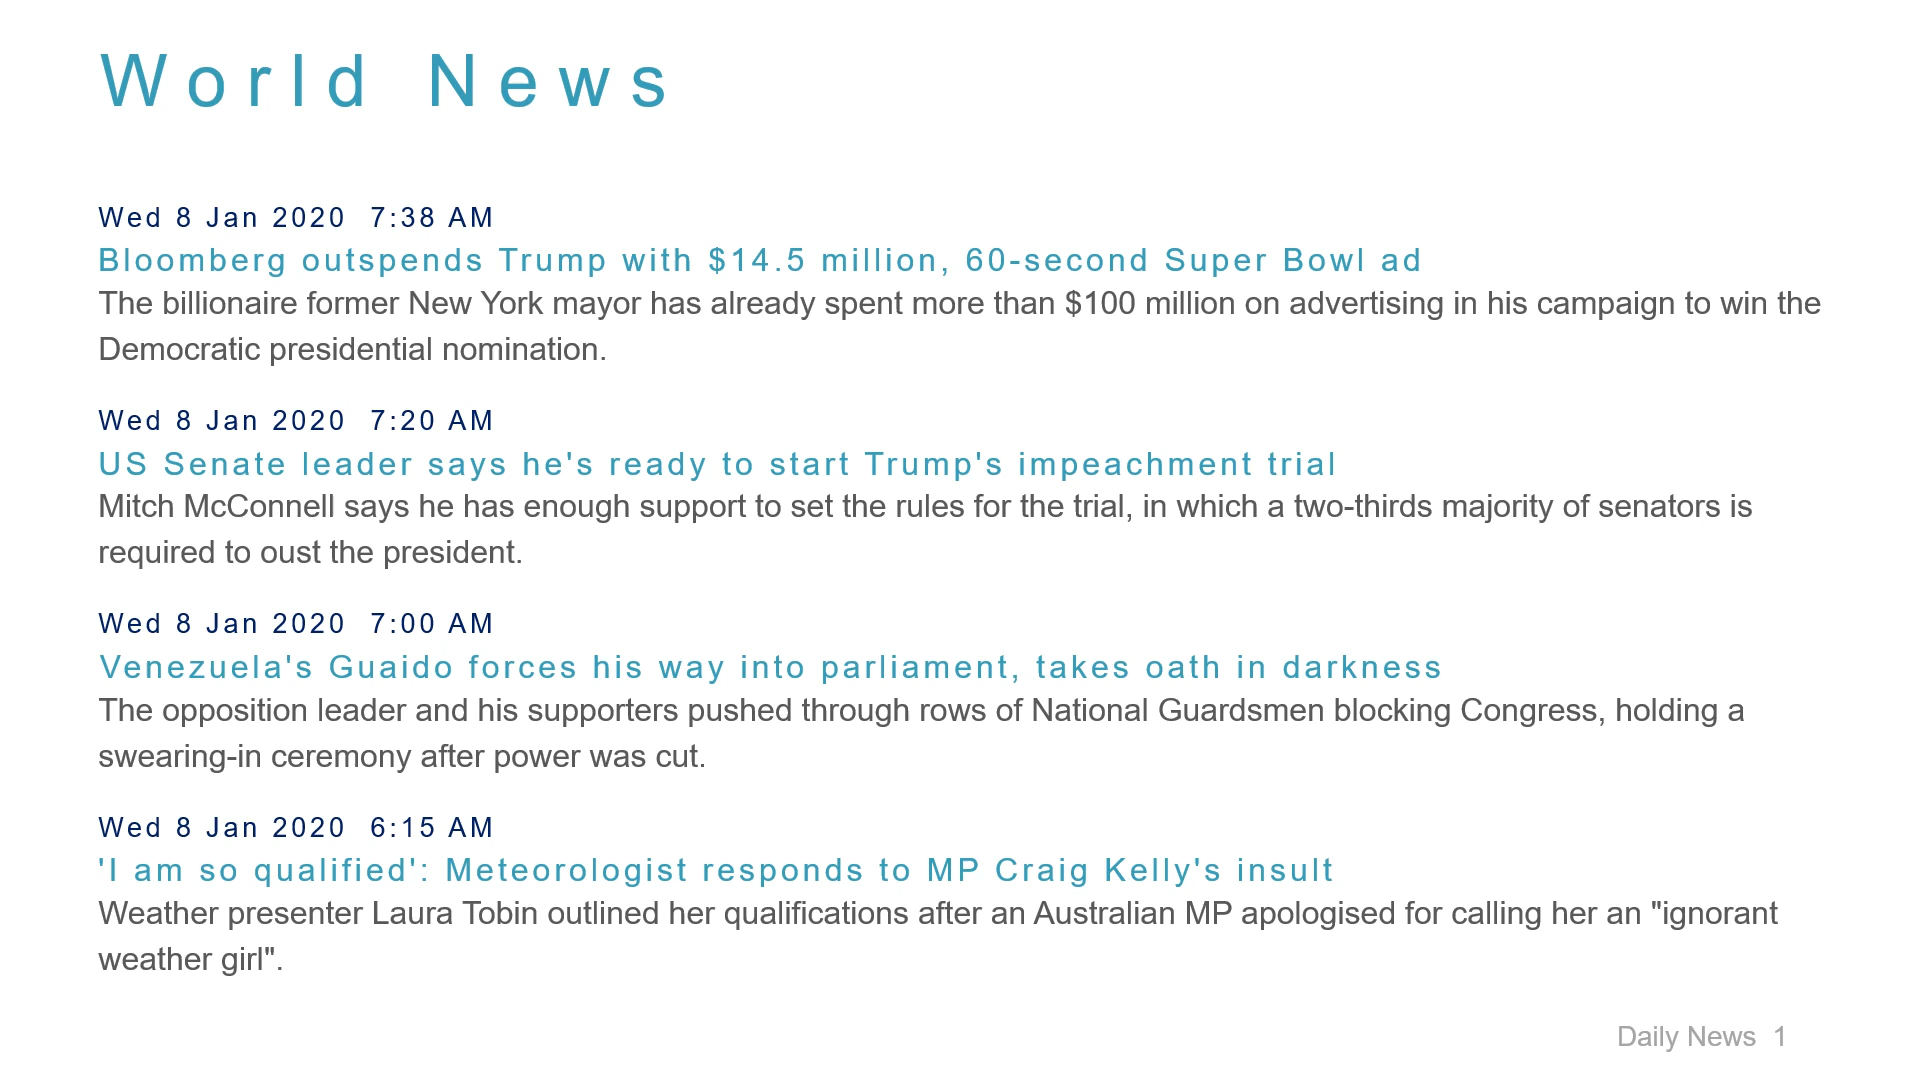 World News
Wed 8 Jan 2020  7:38 AM
Bloomberg outspends Trump with $14.5 million, 60-second Super Bowl ad
The billionaire former New York mayor has already spent more than $100 million on advertising in his campaign to win the
Democratic presidential nomination.
Wed 8 Jan 2020  7:20 AM
US Senate leader says he's ready to start Trump's impeachment trial
Mitch McConnell says he has enough support to set the rules for the trial, in which a two-thirds majority of senators is
required to oust the president.
Wed 8 Jan 2020  7:00 AM
Venezuela's Guaido forces his way into parliament, takes oath in darkness
The opposition leader and his supporters pushed through rows of National Guardsmen blocking Congress, holding a
swearing-in ceremony after power was cut.
Wed 8 Jan 2020  6:15 AM
'I am so qualified': Meteorologist responds to MP Craig Kelly's insult
Weather presenter Laura Tobin outlined her qualifications after an Australian MP apologised for calling her an "ignorant
weather girl".
Daily News  1